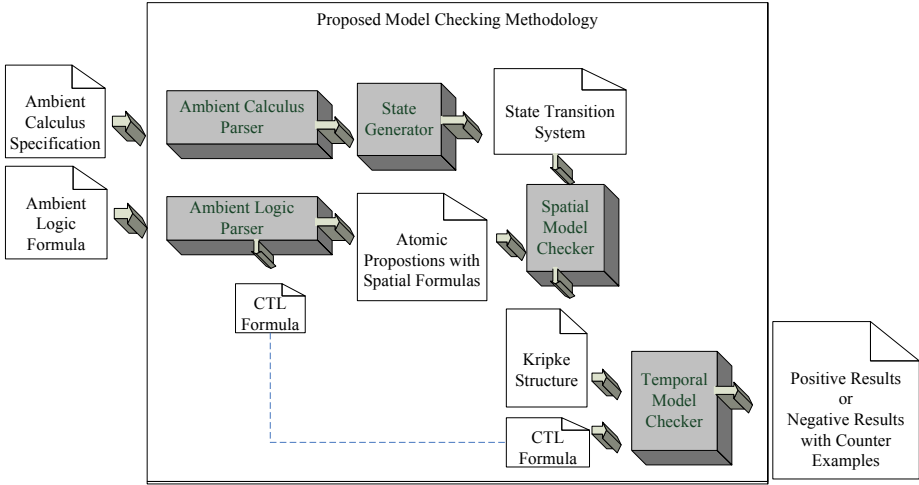 Proposed Model Checking Methodology
Ambient
Calculus
Specification
Ambient Calculus
Parser
State
Generator
State Transition
System
Ambient
Logic
Formula
Ambient Logic
Parser
Atomic
Propostions with
Spatial Formulas
Spatial
Model
Checker
CTL
Formula
Kripke
Structure
Temporal
Model
Checker
CTL
Formula
Positive Results
or
Negative Results
with Counter
Examples